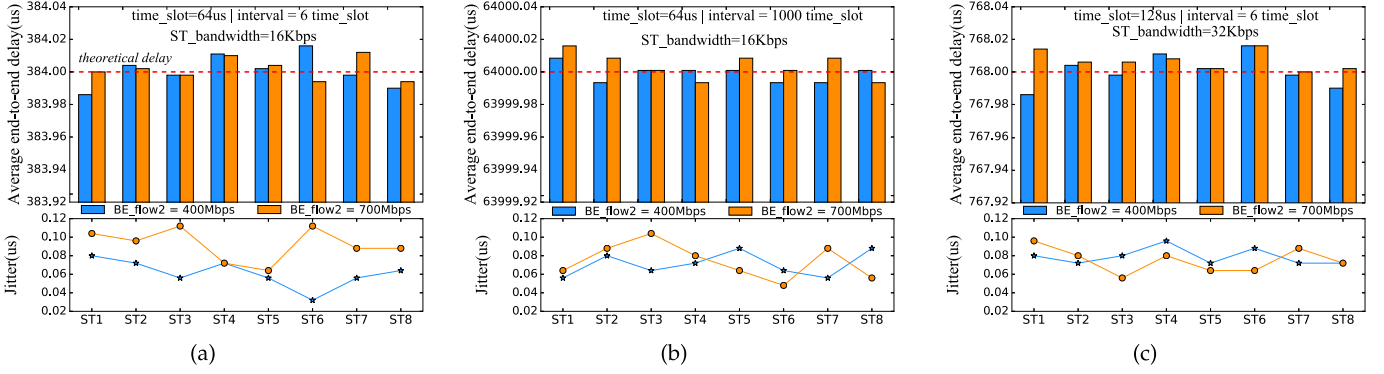 time_slot=64us | interval = 6 time_slot
ST_bandwidth=16Kbps
theoretical delay
Average end-to-end delay(us)
384.04
384.02
384.00
383.98
383.96
383.94
383.92
BE_flow2 = 400Mbps
BE_flow2 = 700Mbps
Jitter(us)
0.12
0.10
0.08
0.06
0.04
0.02
ST1 ST2 ST3 ST4 ST5 ST6 ST7 ST8
(a)
time_slot=64us | interval = 1000 time_slot
ST_bandwidth=16Kbps
Average end-to-end delay(us)
64000.04
64000.02
64000.00
63999.98
63999.96
63999.94
63999.92
BE_flow2 = 400Mbps
BE_flow2 = 700Mbps
Jitter(us)
0.12
0.10
0.08
0.06
0.04
0.02
ST1 ST2 ST3 ST4 ST5 ST6 ST7 ST8
(b)
time_slot=128us | interval = 6 time_slot
ST_bandwidth=32Kbps
Average end-to-end delay(us)
768.04
768.02
768.00
767.98
767.96
767.94
767.92
BE_flow2 = 400Mbps
BE_flow2 = 700Mbps
Jitter(us)
0.12
0.10
0.08
0.06
0.04
0.02
ST1 ST2 ST3 ST4 ST5 ST6 ST7 ST8
(c)